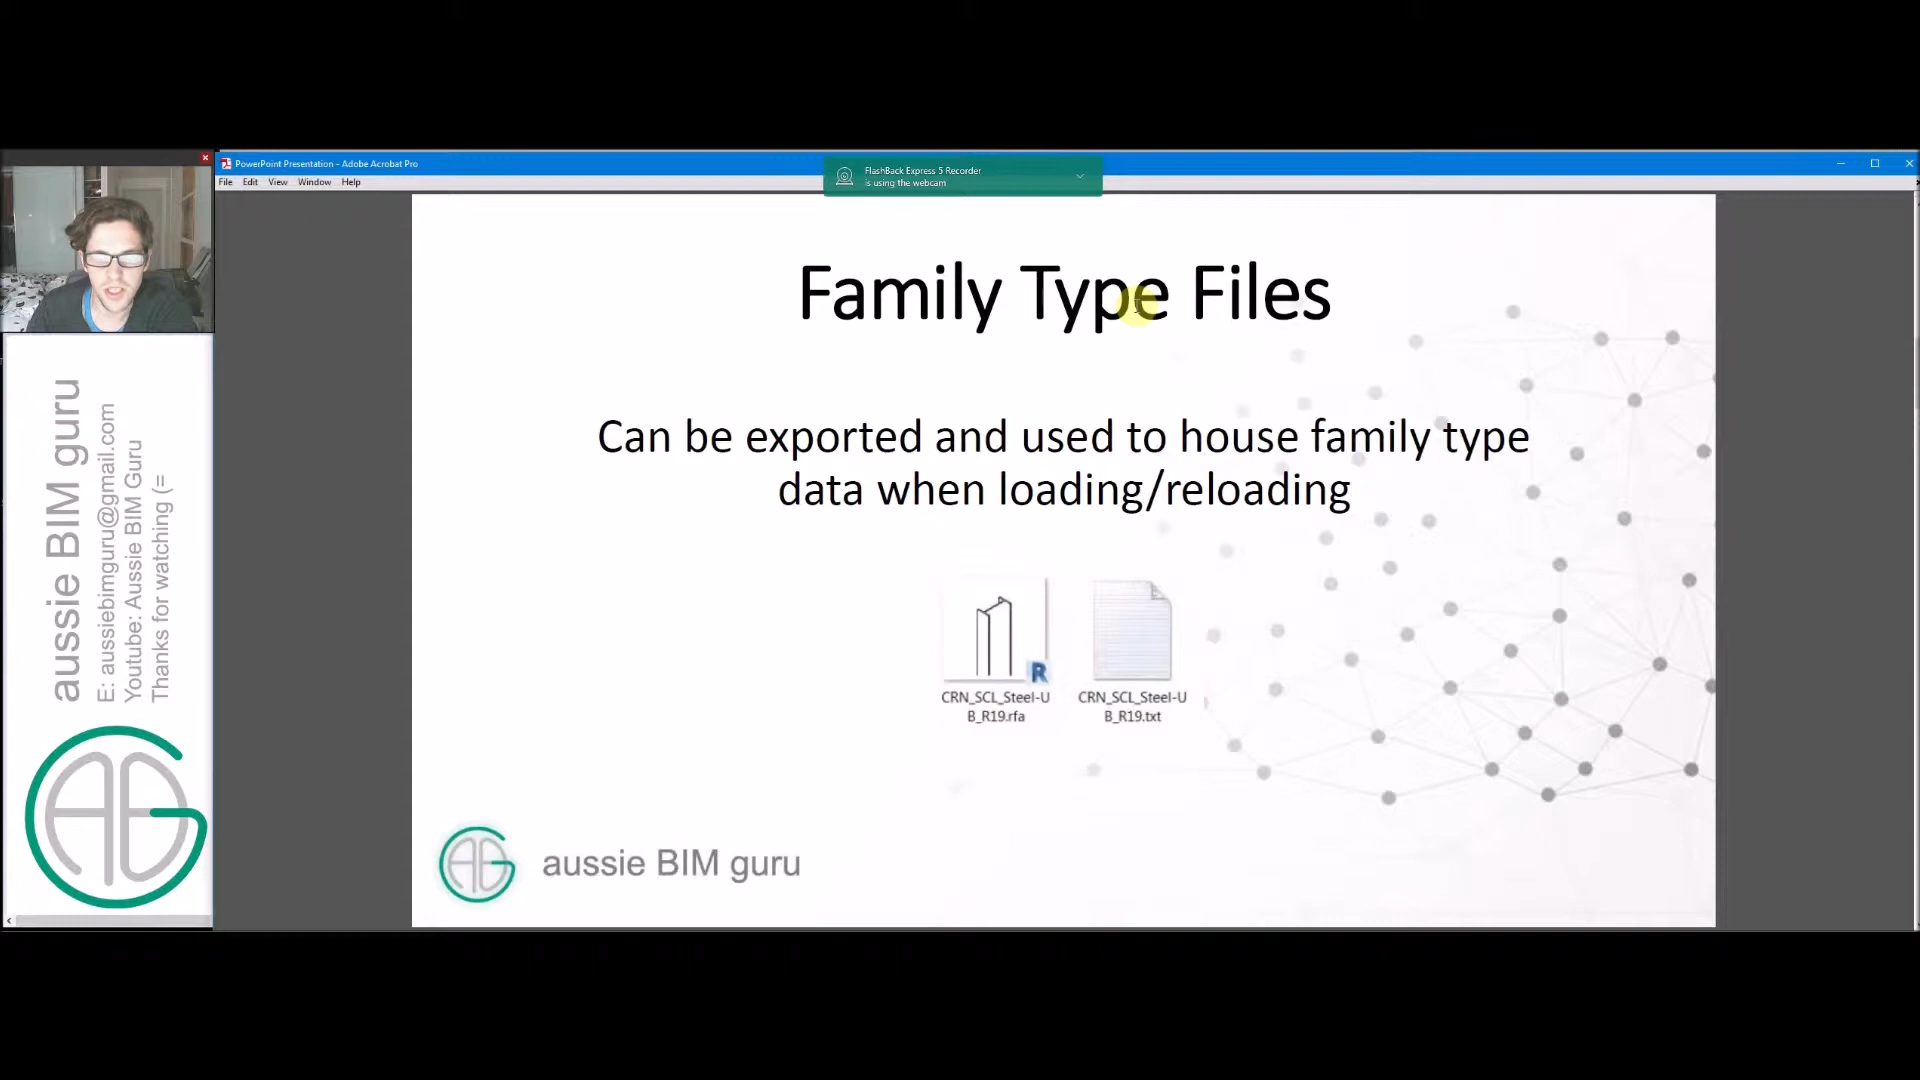 PowerPoint Presentation - Adobe Acrobat Pro
File Edit View Window Help
FlashBack Express 5 Recorder
is using the webcam
Family Type Files
Can be exported and used to house family type
data when loading/reloading
CRN_SCL_Steel-U
B_R19.rfa
CRN_SCL_Steel-U
B_R19.txt
aussie BIM guru
aussie BIM guru
E: aussiebimguru@gmail.com
Youtube: Aussie BIM Guru
Thanks for watching (=